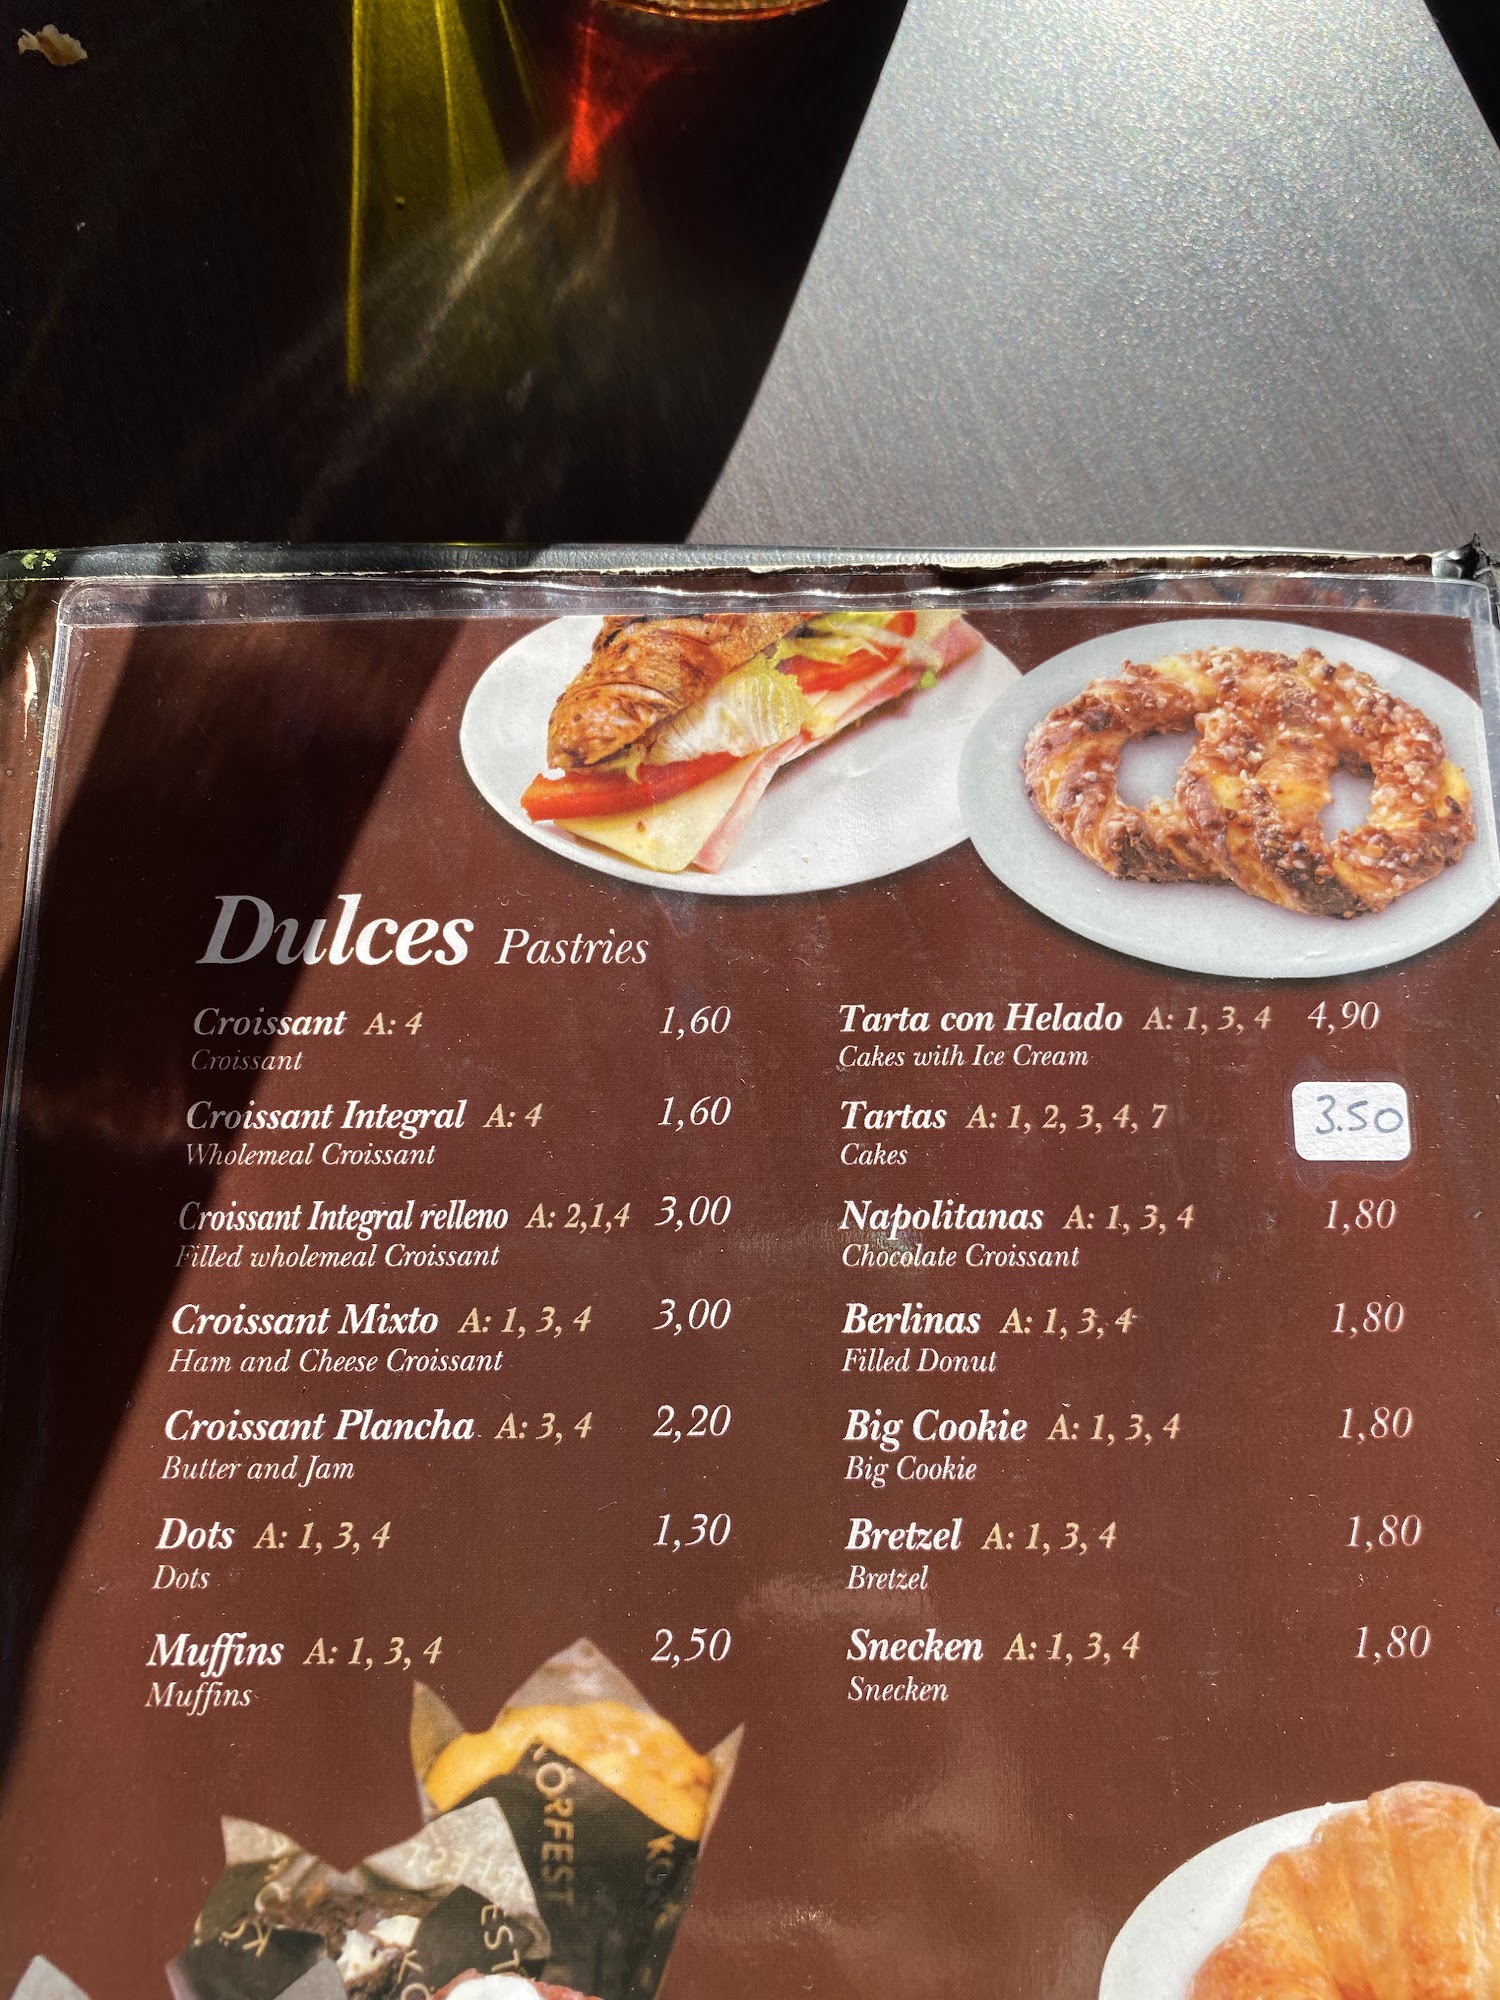 Dulces Pastries
Croissant A: 4 1,60
Croissant
Croissant Integral A: 4 1,60
Wholemeal Croissant
Croissant Integral relleno A: 2,1,4 3,00
Filled wholemeal Croissant
Croissant Mixto A: 1, 3, 4 3,00
Ham and Cheese Croissant
Croissant Plancha A: 3, 4 2,20
Butter and Jam
Dots A: 1, 3, 4 1,30
Dots
Muffins A: 1, 3, 4 2,50
Muffins
Tarta con Helado A: 1, 3, 4 4,90
Cakes with Ice Cream
Tartas A: 1, 2, 3, 4, 7 3.50
Cakes
Napolitanas A: 1, 3, 4 1,80
Chocolate Croissant
Berlinas A: 1, 3, 4 1,80
Filled Donut
Big Cookie A: 1, 3, 4 1,80
Big Cookie
Bretzel A: 1, 3, 4 1,80
Bretzel
Snecken A: 1, 3, 4 1,80
Snecken
KÖRFEST